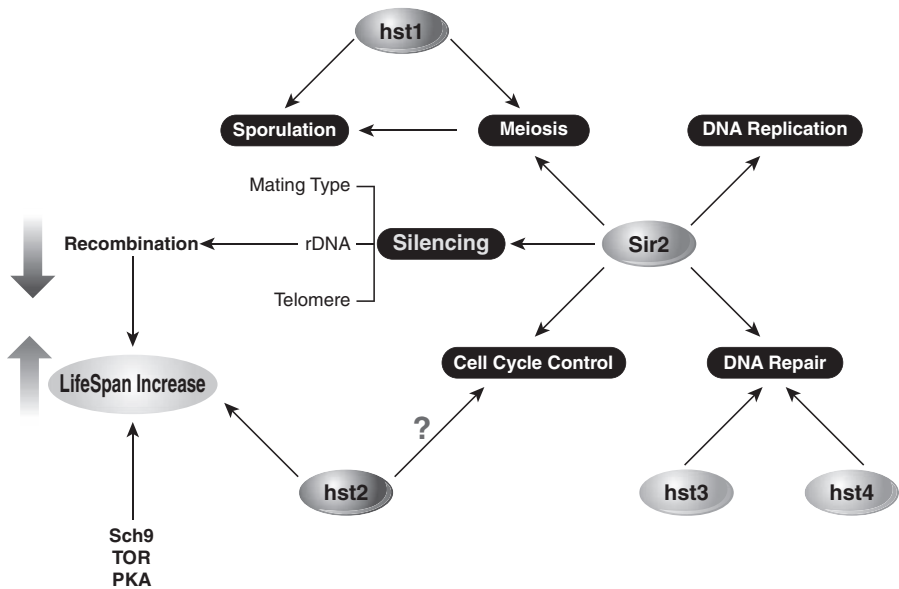 hst1
Sporulation
Meiosis
DNA Replication
Mating Type
Recombination
rDNA
Silencing
Sir2
Telomere
Cell Cycle Control
DNA Repair
LifeSpan Increase
?
hst2
hst3
hst4
Sch9
TOR
PKA